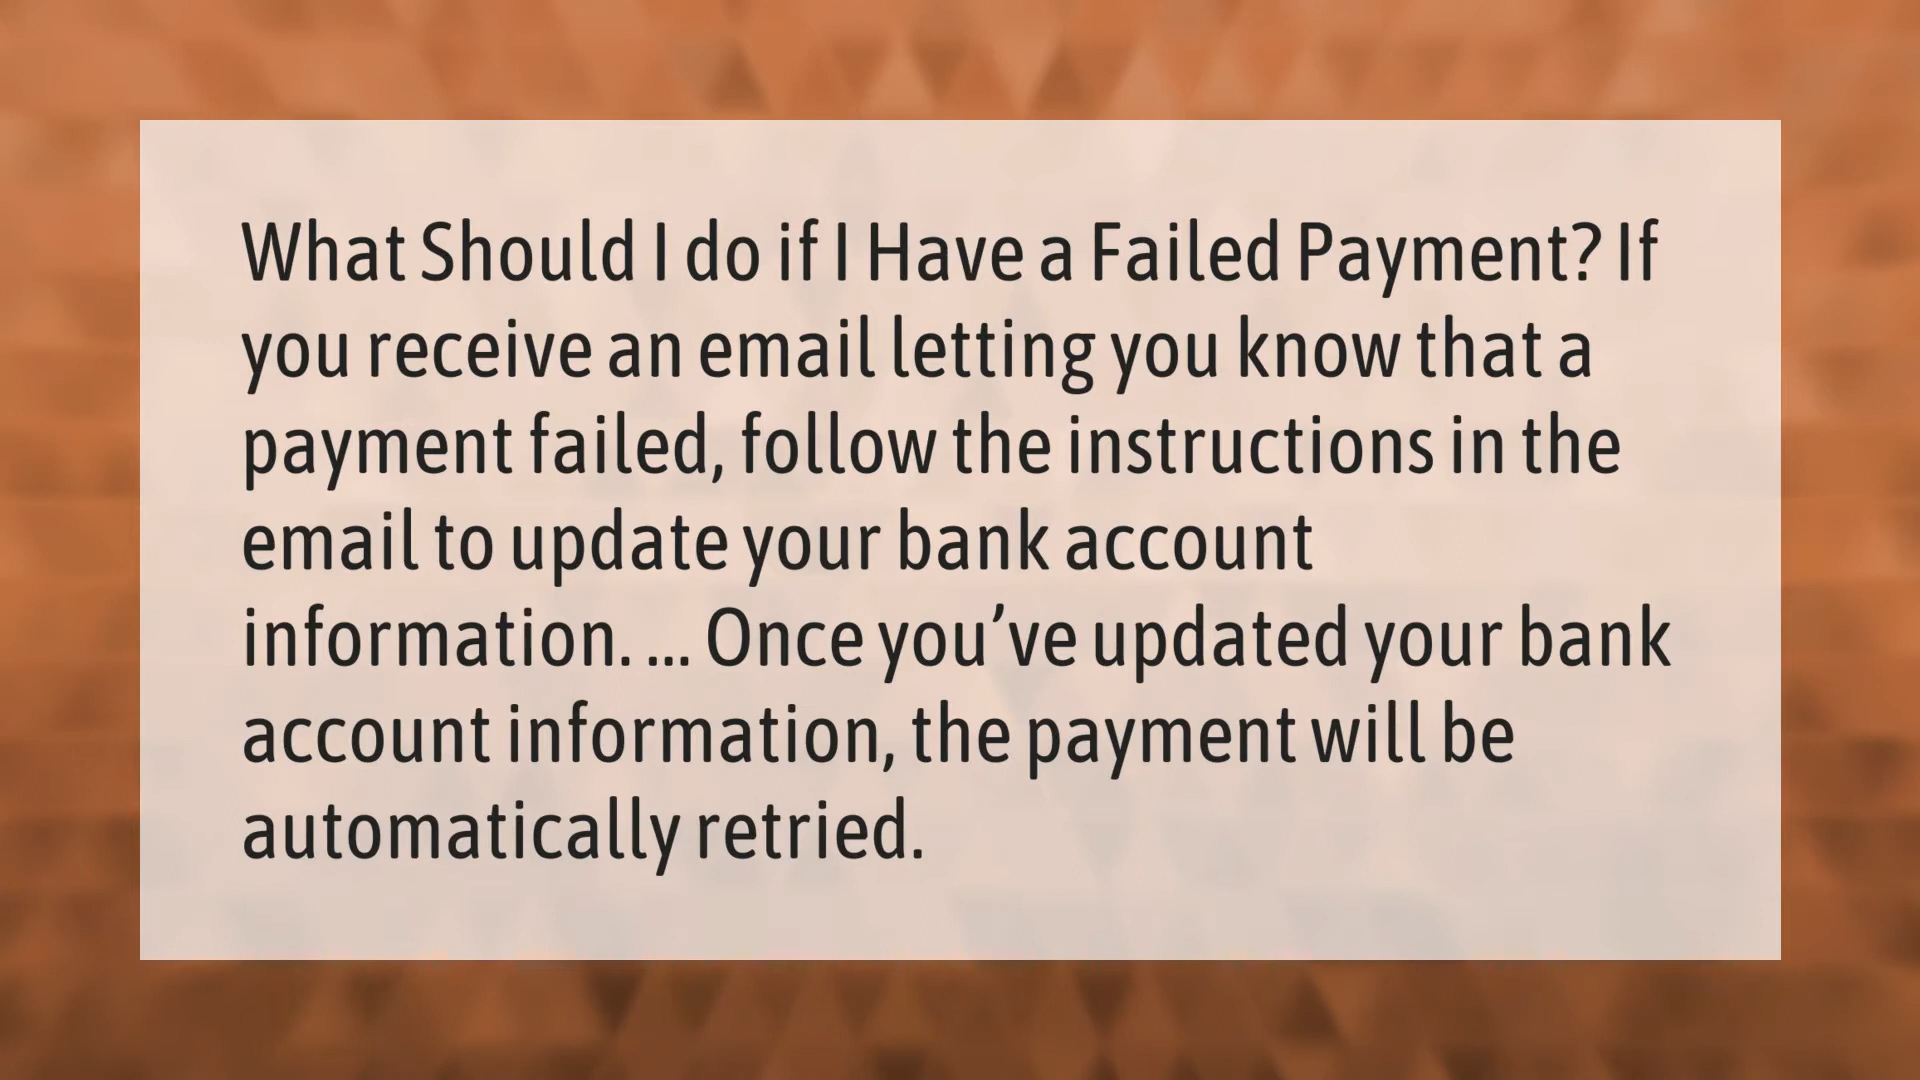 What Should I do if I Have a Failed Payment? If
you receive an email letting you know that a
payment failed, follow the instructions in the
email to update your bank account
information. ... Once you’ve updated your bank
account information, the payment will be
automatically retried.